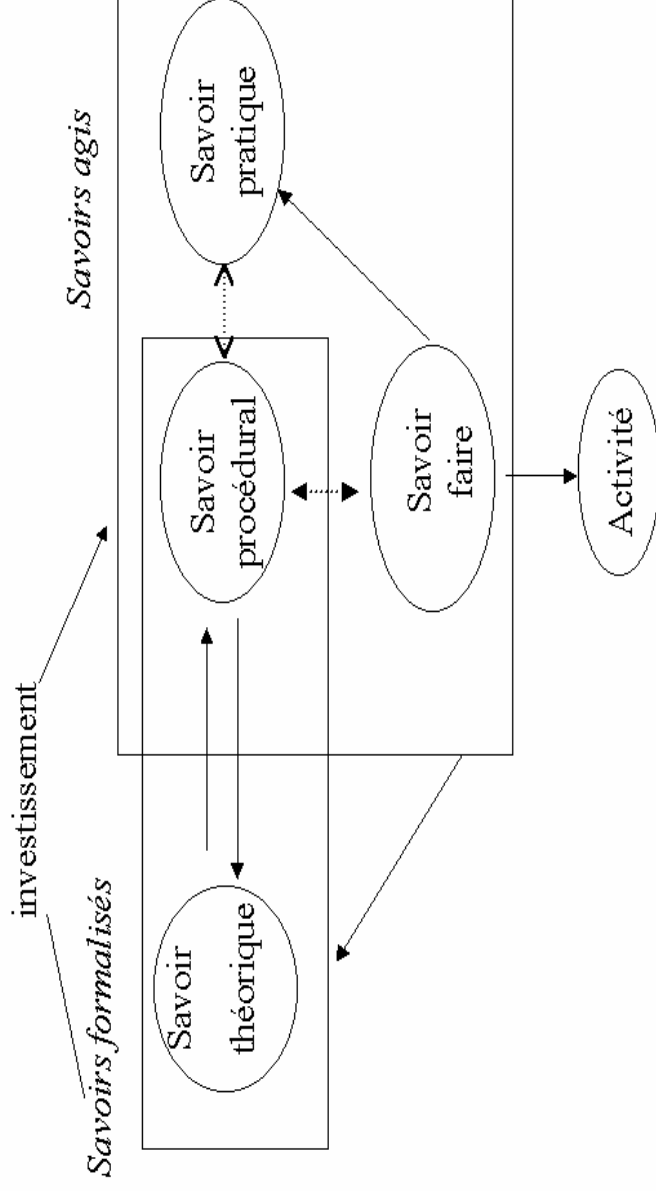 investissement
Savoirs formalisés
Savoirs agis
Savoir
théorique
Savoir
procédural
Savoir
pratique
Savoir
faire
Activité